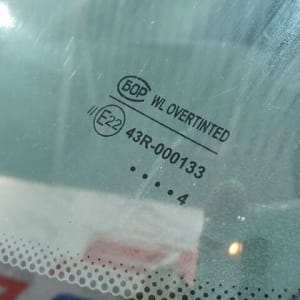 БОР WL OVERTINTED
//E22 43R-000133
• • • • 4